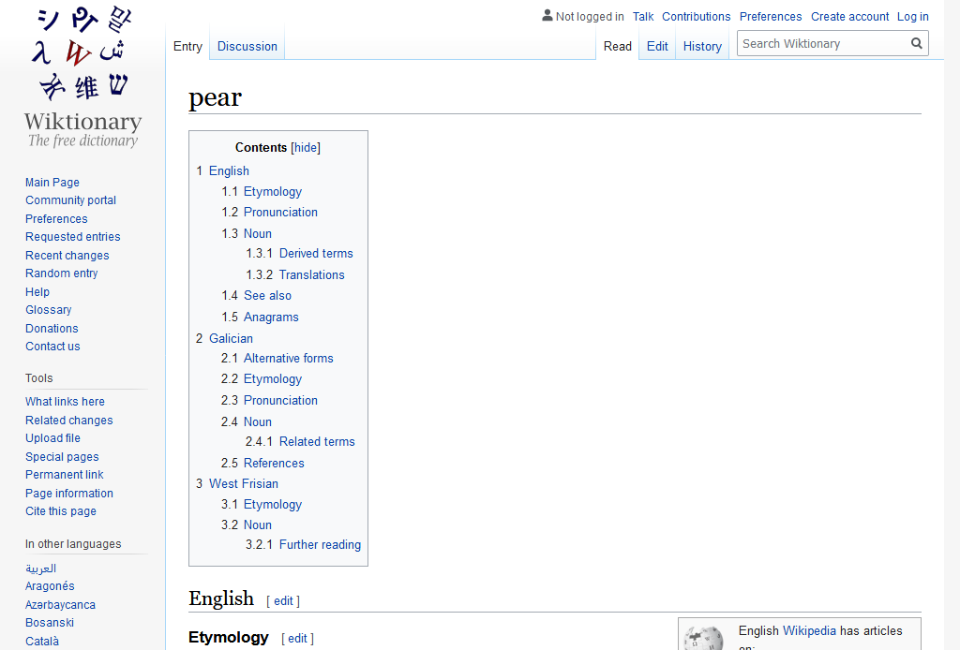 シ ウィ 말
λ W ش
维 ש
Wiktionary
The free dictionary
Not logged in Talk Contributions Preferences Create account Log in
Entry Discussion Read Edit History Search Wiktionary
Main Page
Community portal
Preferences
Requested entries
Recent changes
Random entry
Help
Glossary
Donations
Contact us
Tools
What links here
Related changes
Upload file
Special pages
Permanent link
Page information
Cite this page
In other languages
العربية
Aragonés
Azərbaycanca
Bosanski
Català
pear
Contents [hide]
1 English
1.1 Etymology
1.2 Pronunciation
1.3 Noun
1.3.1 Derived terms
1.3.2 Translations
1.4 See also
1.5 Anagrams
2 Galician
2.1 Alternative forms
2.2 Etymology
2.3 Pronunciation
2.4 Noun
2.4.1 Related terms
2.5 References
3 West Frisian
3.1 Etymology
3.2 Noun
3.2.1 Further reading
English [ edit ]
Etymology [ edit ]
English Wikipedia has articles
on: